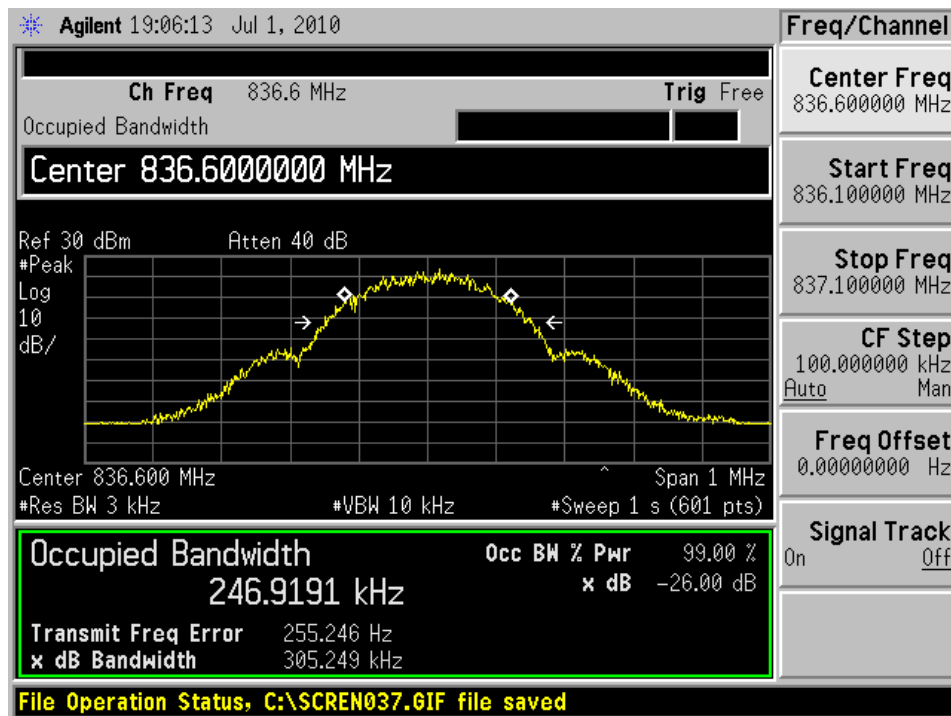 Agilent 19:06:13 Jul 1, 2010
Freq/Channel
Ch Freq 836.6 MHz Trig Free
Occupied Bandwidth
Center 836.6000000 MHz
Ref 30 dBm Atten 40 dB
#Peak
Log
10
dB/
Center 836.600 MHz Span 1 MHz
#Res BW 3 kHz #VBW 10 kHz #Sweep 1 s (601 pts)
Occupied Bandwidth
246.9191 kHz
Occ BW % Pwr 99.00 %
x dB -26.00 dB
Transmit Freq Error 255.246 Hz
x dB Bandwidth 305.249 kHz
File Operation Status, C:\SCREN037.GIF file saved
Center Freq
836.600000 MHz
Start Freq
836.100000 MHz
Stop Freq
837.100000 MHz
CF Step
100.000000 kHz
Auto Man
Freq Offset
0.00000000 Hz
Signal Track
On Off